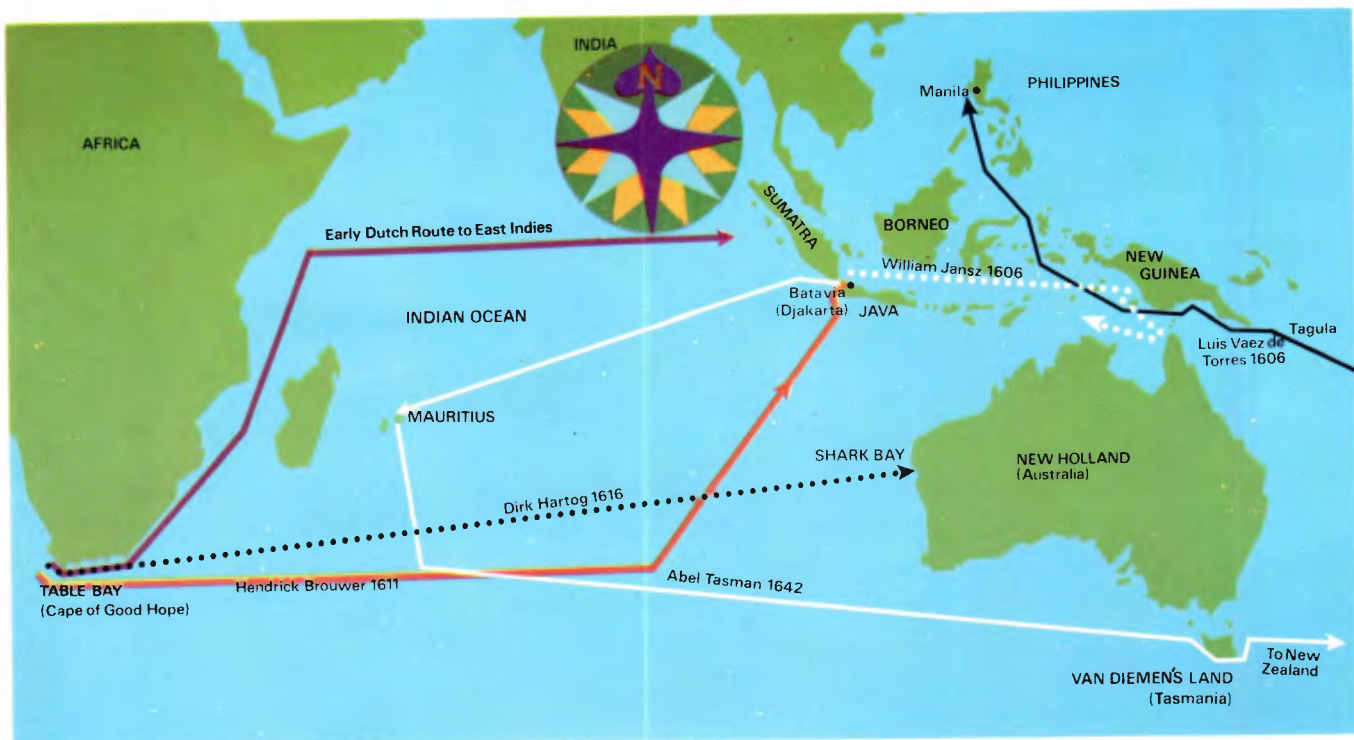 INDIA
N
Manila
PHILIPPINES
AFRICA
SUMATRA
Early Dutch Route to East Indies
BORNEO
NEW
GUINEA
William Jansz 1606
Batavia
(Djakarta) JAVA
INDIAN OCEAN
Tagula
Luis Vaez de
Torres 1606
MAURITIUS
SHARK BAY
NEW HOLLAND
(Australia)
Dirk Hartog 1616
TABLE BAY
(Cape of Good Hope)
Hendrick Brouwer 1611
Abel Tasman 1642
To New
Zealand
VAN DIEMEN'S LAND
(Tasmania)